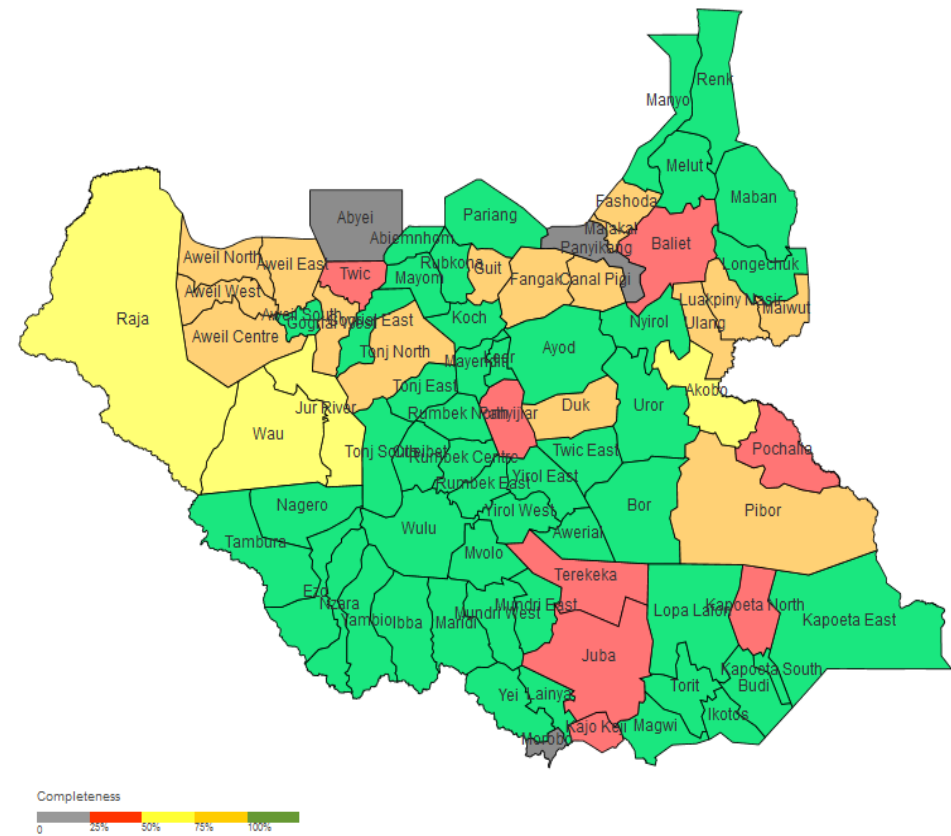 Renk
Manyo
Melut
Maban
Fashoda
Malakal
Abyei
Pariang
Panyikang
Baliet
Abiemnhom
Longechuk
Aweil North
Aweil East
Twic
Mayom
Rubkona
Guit
Fangak
Canal Pigi
Aweil West
Luakpiny Nasir
Maiwut
Raja
Aweil South
Gogrial West
Gogrial East
Koch
Nyirol
Ulang
Aweil Centre
Tonj North
Mayendit
Leer
Ayod
Tonj East
Akobo
Jur River
Rumbek North
Panyijiar
Duk
Uror
Wau
Tonj South
Cueibet
Rumbek Centre
Twic East
Pochalla
Rumbek East
Yirol East
Nagero
Yirol West
Bor
Pibor
Tambura
Wulu
Awerial
Mvolo
Terekeka
Ezo
Nzara
Yambio
Ibba
Maridi
Mundri West
Mundri East
Lopa Lafon
Kapoeta North
Kapoeta East
Juba
Kapoeta South
Yei
Lainya
Torit
Budi
Ikotos
Morobo
Kajo Keji
Magwi
Completeness
0 25% 50% 75% 100%